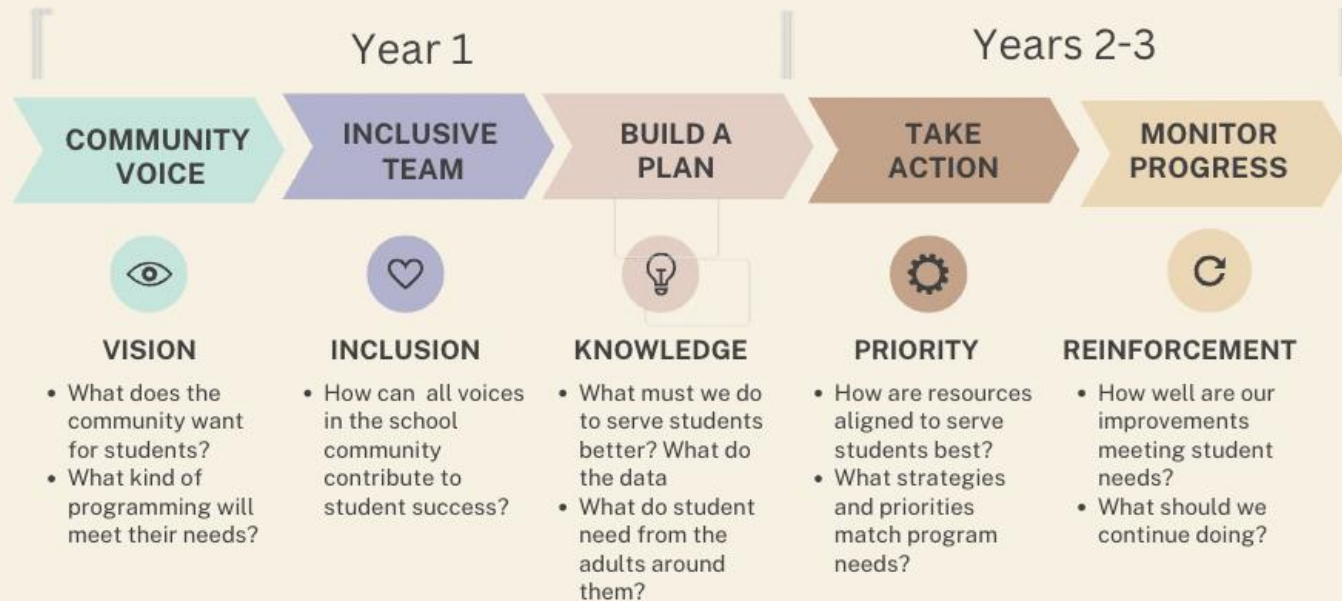 Year 1
Years 2-3
COMMUNITY
VOICE
INCLUSIVE
TEAM
BUILD A
PLAN
TAKE
ACTION
MONITOR
PROGRESS
VISION
• What does the
community want
for students?
• What kind of
programming will
meet their needs?
INCLUSION
• How can all voices
in the school
community
contribute to
student success?
KNOWLEDGE
• What must we do
to serve students
better? What do
the data
• What do student
need from the
adults around
them?
PRIORITY
• How are resources
aligned to serve
students best?
• What strategies
and priorities
match program
needs?
REINFORCEMENT
• How well are our
improvements
meeting student
needs?
• What should we
continue doing?